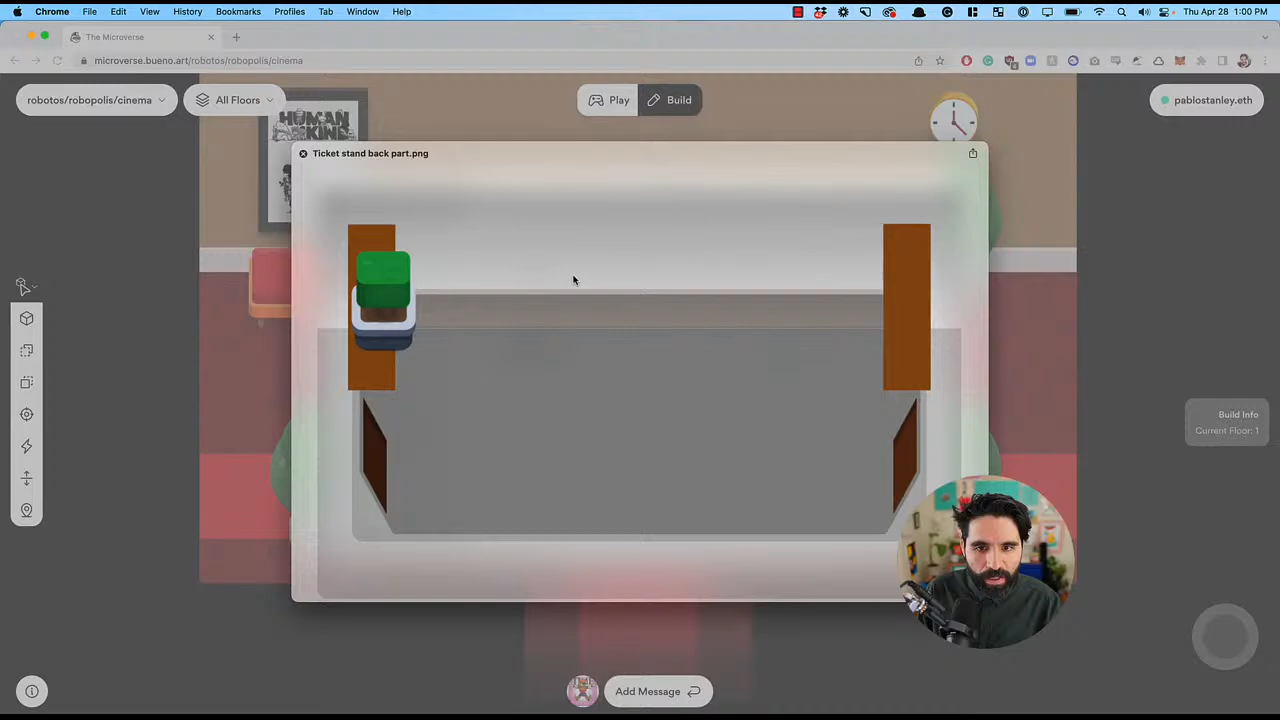 Chrome File Edit View History Bookmarks Profiles Tab Window Help Thu Apr 28 1:00 PM
The Microverse
microverse.bueno.art/robotos/robopolis/cinema
robotos/robopolis/cinema All Floors Play Build pablostanley.eth
HUMAN
KIND
Ticket stand back part.png
Build Info
Current Floor: 1
Add Message